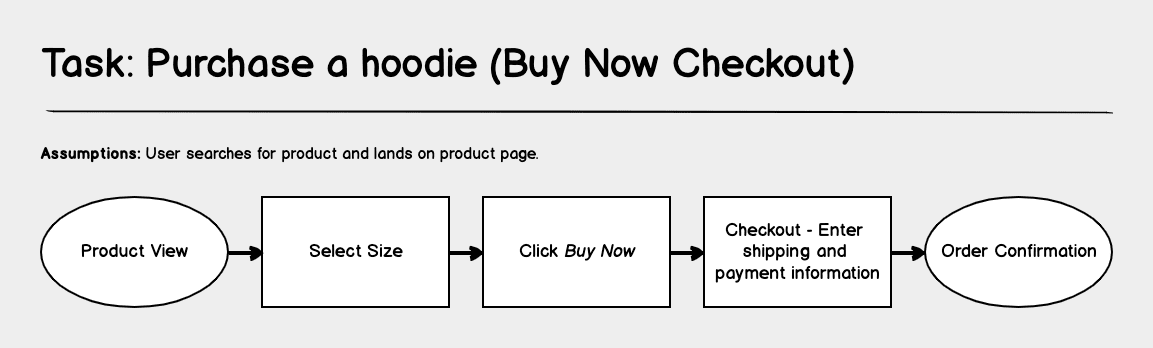 Task: Purchase a hoodie (Buy Now Checkout)
Assumptions: User searches for product and lands on product page.
Product View
Select Size
Click Buy Now
Checkout - Enter
shipping and
payment information
Order Confirmation